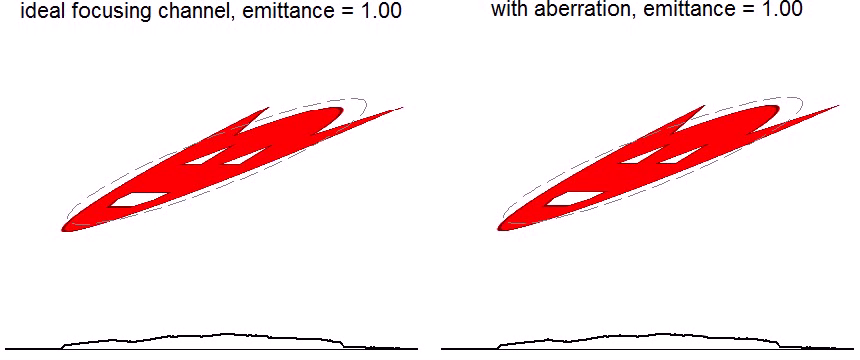 ideal focusing channel, emittance = 1.00
with aberration, emittance = 1.00